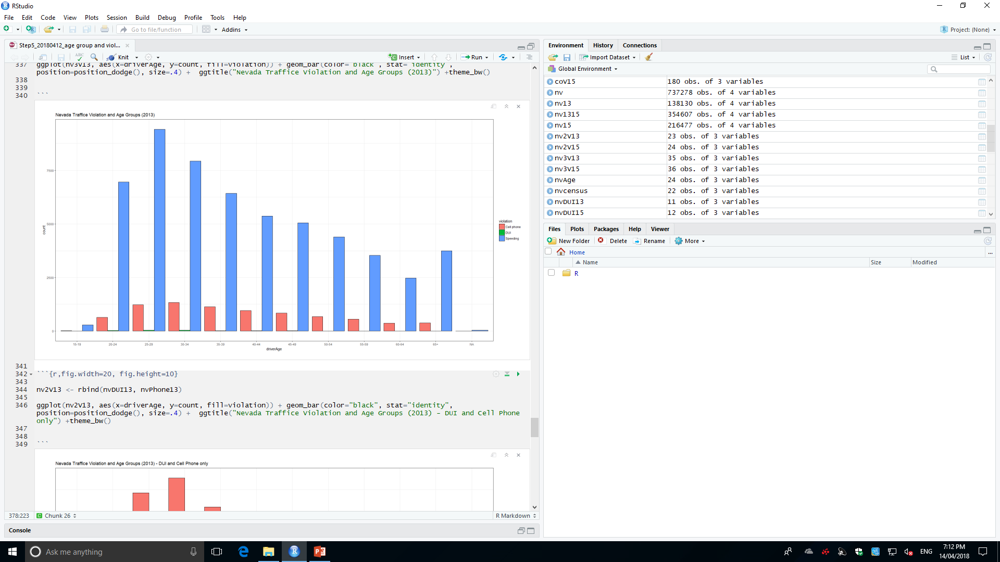 RStudio
File Edit Code View Plots Session Build Debug Profile Tools Help
Go to file/function Addins Project: (None)
Step5_20180412_age group and viol...
ABC Knit Insert Run
337 ggplot(nv3V13, aes(x=driverAge, y=count, fill=violation)) + geom_bar(color="black", stat="identity",
position=position_dodge(), size=.4) +  ggtitle("Nevada Traffice Violation and Age Groups (2013)") +theme_bw()
338
339
340 ```
Nevada Traffice Violation and Age Groups (2013)
7500
5000
2500
0
count
15-19 20-24 25-29 30-34 35-39 40-44 45-49 50-54 55-59 60-64 65+ NA
driverAge
violation
Cell phone
DUI
Speeding
341
342 ```{r,fig.width=20, fig.height=10}
343
344 nv2V13 <- rbind(nvDUI13, nvPhone13)
345
346 ggplot(nv2V13, aes(x=driverAge, y=count, fill=violation)) + geom_bar(color="black", stat="identity",
position=position_dodge(), size=.4) +  ggtitle("Nevada Traffice Violation and Age Groups (2013) - DUI and Cell Phone
only") +theme_bw()
347
348
349 ```
Nevada Traffice Violation and Age Groups (2013) - DUI and Cell Phone only
378:223 C Chunk 26 R Markdown
Console
Environment History Connections
Import Dataset List
Global Environment
coV15 180 obs. of 3 variables
nv 737278 obs. of 4 variables
nv13 138130 obs. of 4 variables
nv1315 354607 obs. of 4 variables
nv15 216477 obs. of 4 variables
nv2V13 23 obs. of 3 variables
nv2V15 24 obs. of 3 variables
nv3V13 35 obs. of 3 variables
nv3V15 36 obs. of 3 variables
nvAge 24 obs. of 3 variables
nvcensus 22 obs. of 3 variables
nvDUI13 11 obs. of 3 variables
nvDUI15 12 obs. of 3 variables
Files Plots Packages Help Viewer
New Folder Delete Rename More
Home ...
Name Size Modified
R
Ask me anything
ENG
7:12 PM
14/04/2018